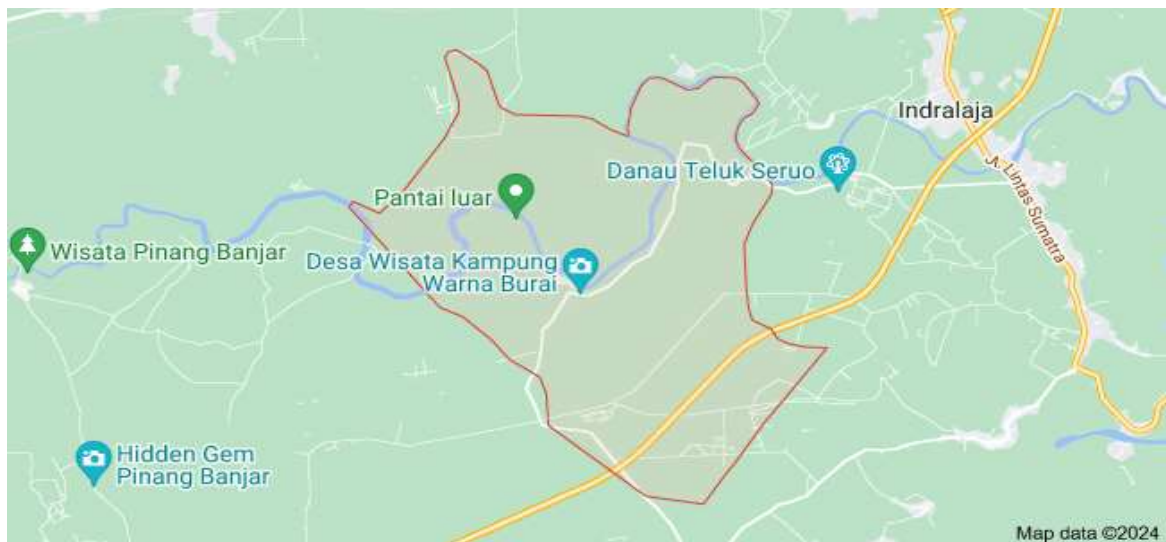 Indralaja
Danau Teluk Seruo
Jl. Lintas Sumatra
Pantai luar
Wisata Pinang Banjar
Desa Wisata Kampung
Warna Burai
Hidden Gem
Pinang Banjar
Map data ©2024